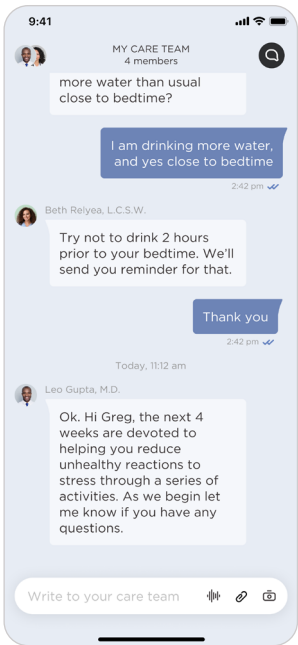 9:41
MY CARE TEAM
4 members
more water than usual
close to bedtime?
I am drinking more water,
and yes close to bedtime
2:42 pm
Beth Relyea, L.C.S.W.
Try not to drink 2 hours
prior to your bedtime. We’ll
send you reminder for that.
Thank you
2:42 pm
Today, 11:12 am
Leo Gupta, M.D.
Ok. Hi Greg, the next 4
weeks are devoted to
helping you reduce
unhealthy reactions to
stress through a series of
activities. As we begin let
me know if you have any
questions.
Write to your care team